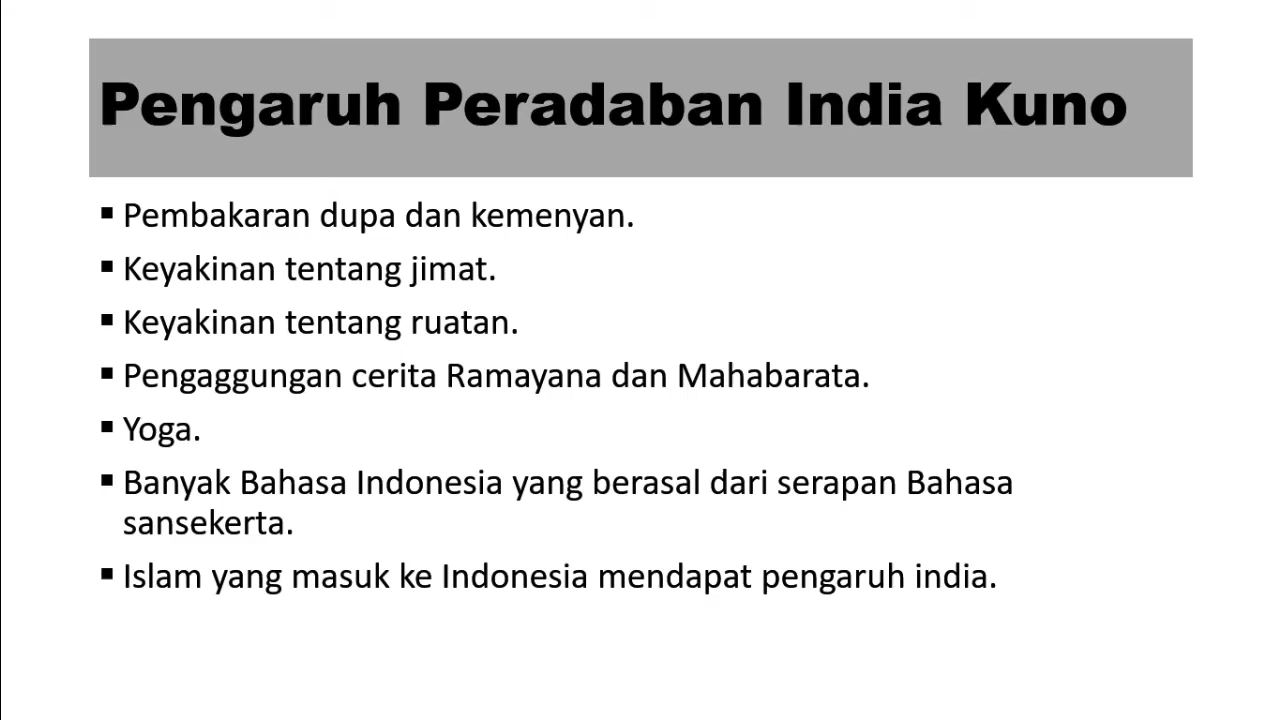 Pengaruh Peradaban India Kuno
▪ Pembakaran dupa dan kemenyan.
▪ Keyakinan tentang jimat.
▪ Keyakinan tentang ruatan.
▪ Pengaggungan cerita Ramayana dan Mahabarata.
▪ Yoga.
▪ Banyak Bahasa Indonesia yang berasal dari serapan Bahasa
sansekerta.
▪ Islam yang masuk ke Indonesia mendapat pengaruh india.